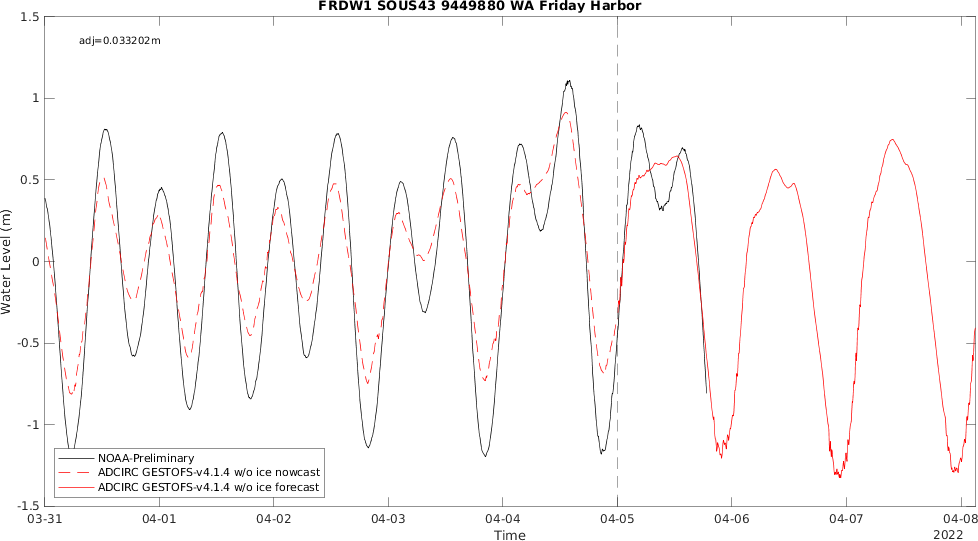 FRDW1 SOUS43 9449880 WA Friday Harbor
1.5
adj=0.033202m
1
0.5
0
-0.5
-1
-1.5
Water Level (m)
NOAA-Preliminary
ADCIRC GESTOFS-v4.1.4 w/o ice nowcast
ADCIRC GESTOFS-v4.1.4 w/o ice forecast
03-31 04-01 04-02 04-03 04-04 04-05 04-06 04-07 04-08
Time
2022